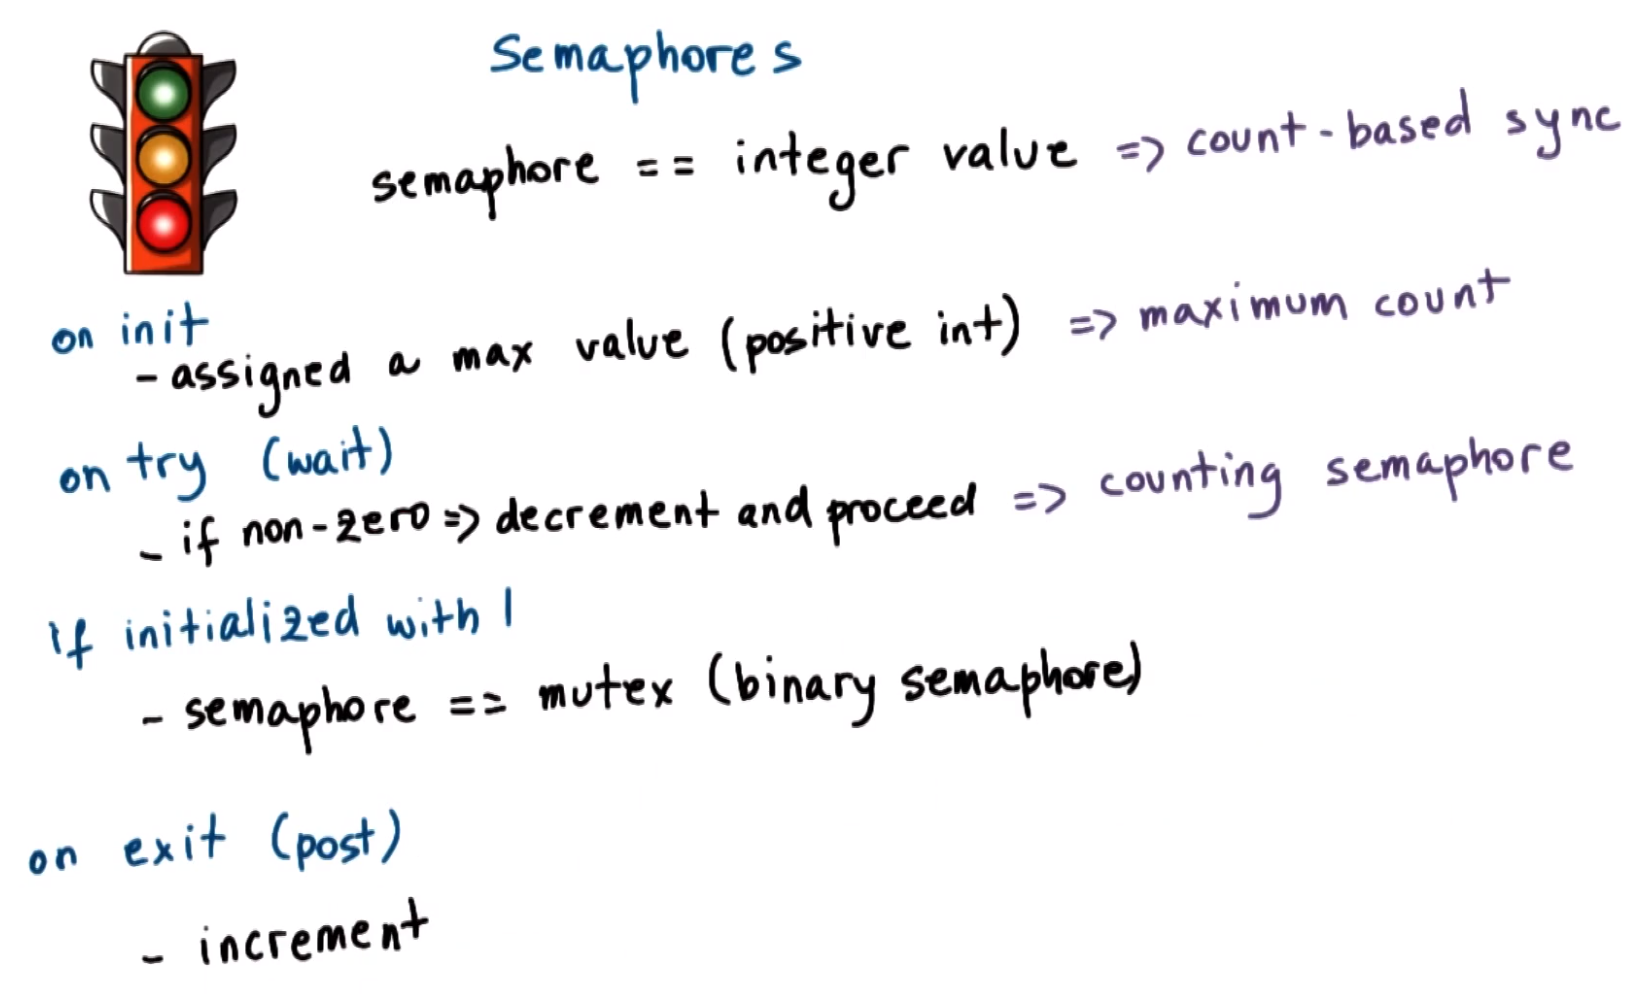 Semaphores
semaphore == integer value => count-based sync
on init
- assigned a max value (positive int) => maximum count
on try (wait)
- if non-zero => decrement and proceed => counting semaphore
if initialized with 1
- semaphore == mutex (binary semaphore)
on exit (post)
- increment